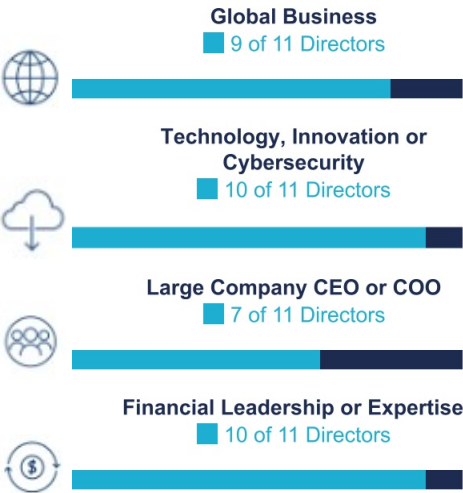 Global Business
9 of 11 Directors
Technology, Innovation or
Cybersecurity
10 of 11 Directors
Large Company CEO or COO
7 of 11 Directors
Financial Leadership or Expertise
10 of 11 Directors
$